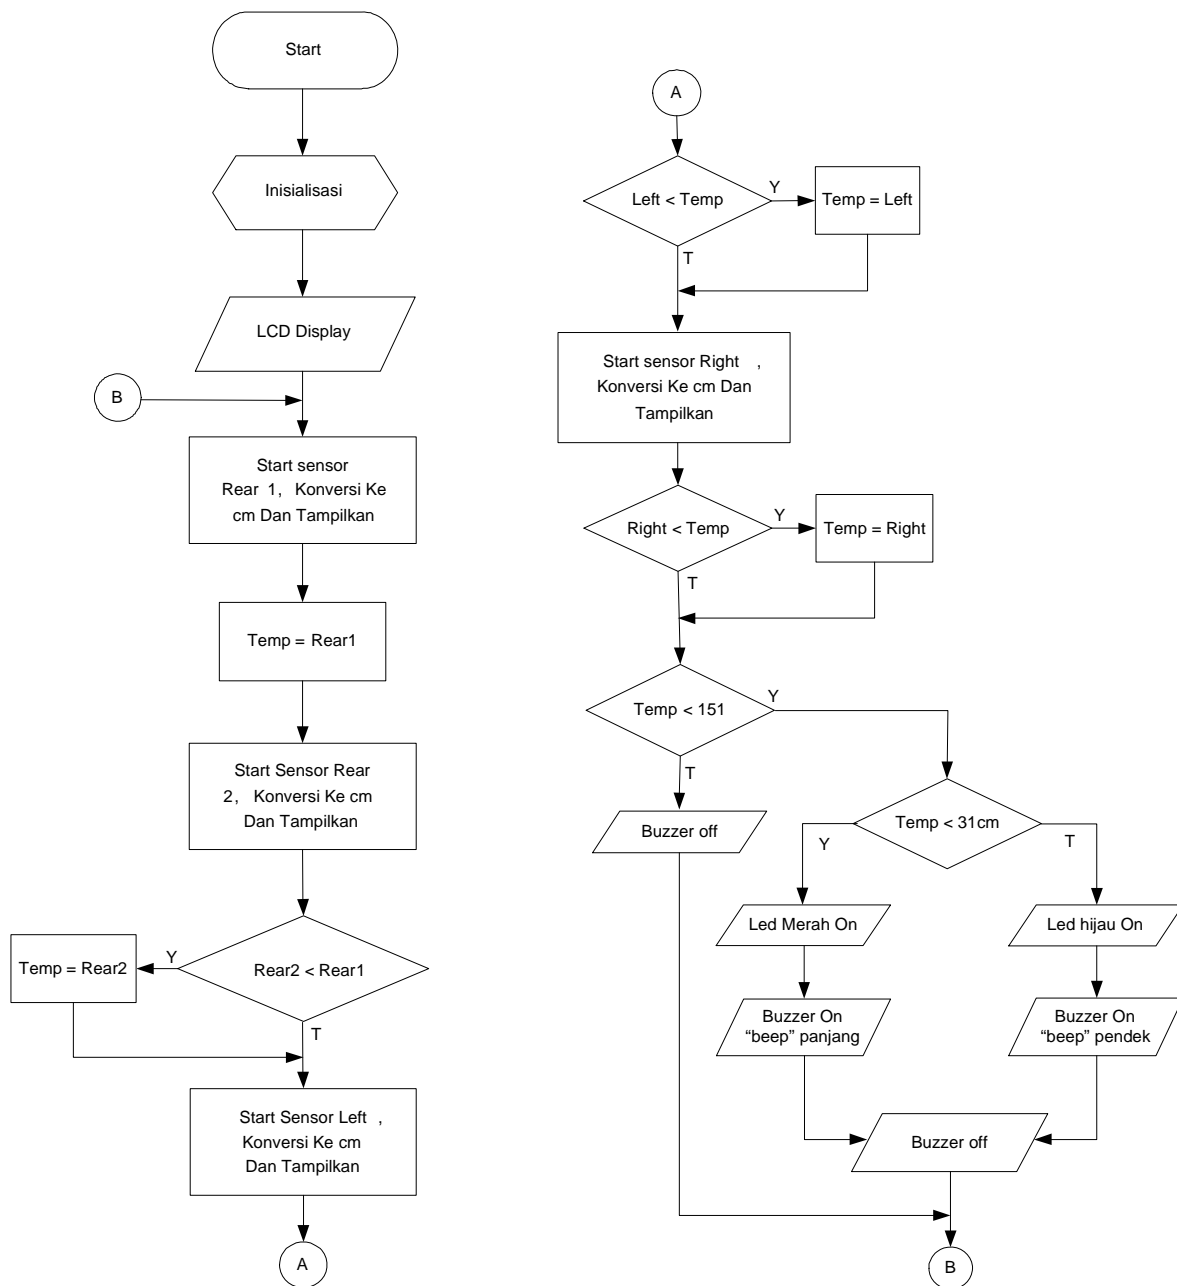 Start
Inisialisasi
LCD Display
B
Start sensor
Rear 1, Konversi Ke
cm Dan Tampilkan
Temp = Rear1
Start Sensor Rear
2, Konversi Ke cm
Dan Tampilkan
Rear2 < Rear1
Y
Temp = Rear2
T
Start Sensor Left ,
Konversi Ke cm
Dan Tampilkan
A
A
Left < Temp
Y
Temp = Left
T
Start sensor Right ,
Konversi Ke cm Dan
Tampilkan
Right < Temp
Y
Temp = Right
T
Temp < 151
Y
T
Buzzer off
Temp < 31cm
Y
T
Led Merah On
Led hijau On
Buzzer On
“beep” panjang
Buzzer On
“beep” pendek
Buzzer off
B